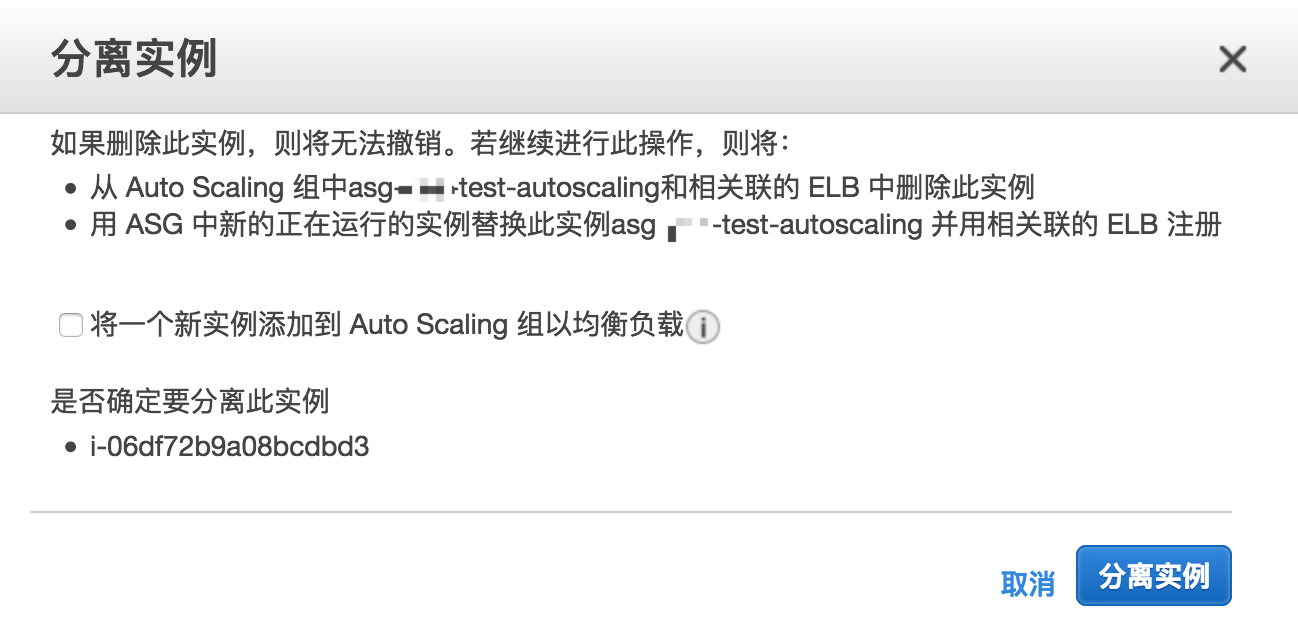 分离实例
如果删除此实例，则将无法撤销。若继续进行此操作，则将：
从 Auto Scaling 组中asg- -test-autoscaling和相关联的 ELB 中删除此实例
用 ASG 中新的正在运行的实例替换此实例asg -test-autoscaling 并用相关联的 ELB 注册
将一个新实例添加到 Auto Scaling 组以均衡负载
是否确定要分离此实例
i-06df72b9a08bcdbd3
取消 分离实例